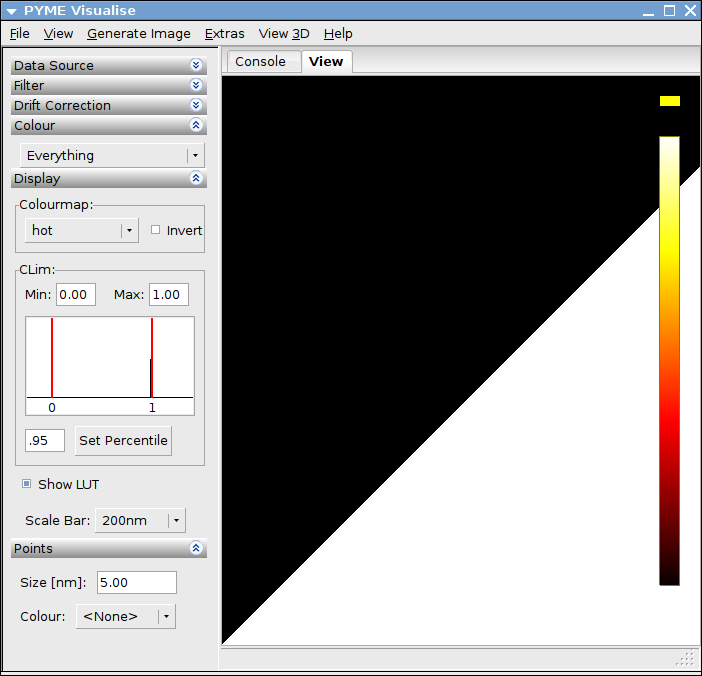 PYME Visualise
File View Generate Image Extras View 3D Help
Data Source
Filter
Drift Correction
Colour
Everything
Display
Colourmap:
hot Invert
CLim:
Min: 0.00 Max: 1.00
0 1
.95 Set Percentile
Show LUT
Scale Bar: 200nm
Points
Size [nm]: 5.00
Colour: <None>
Console View